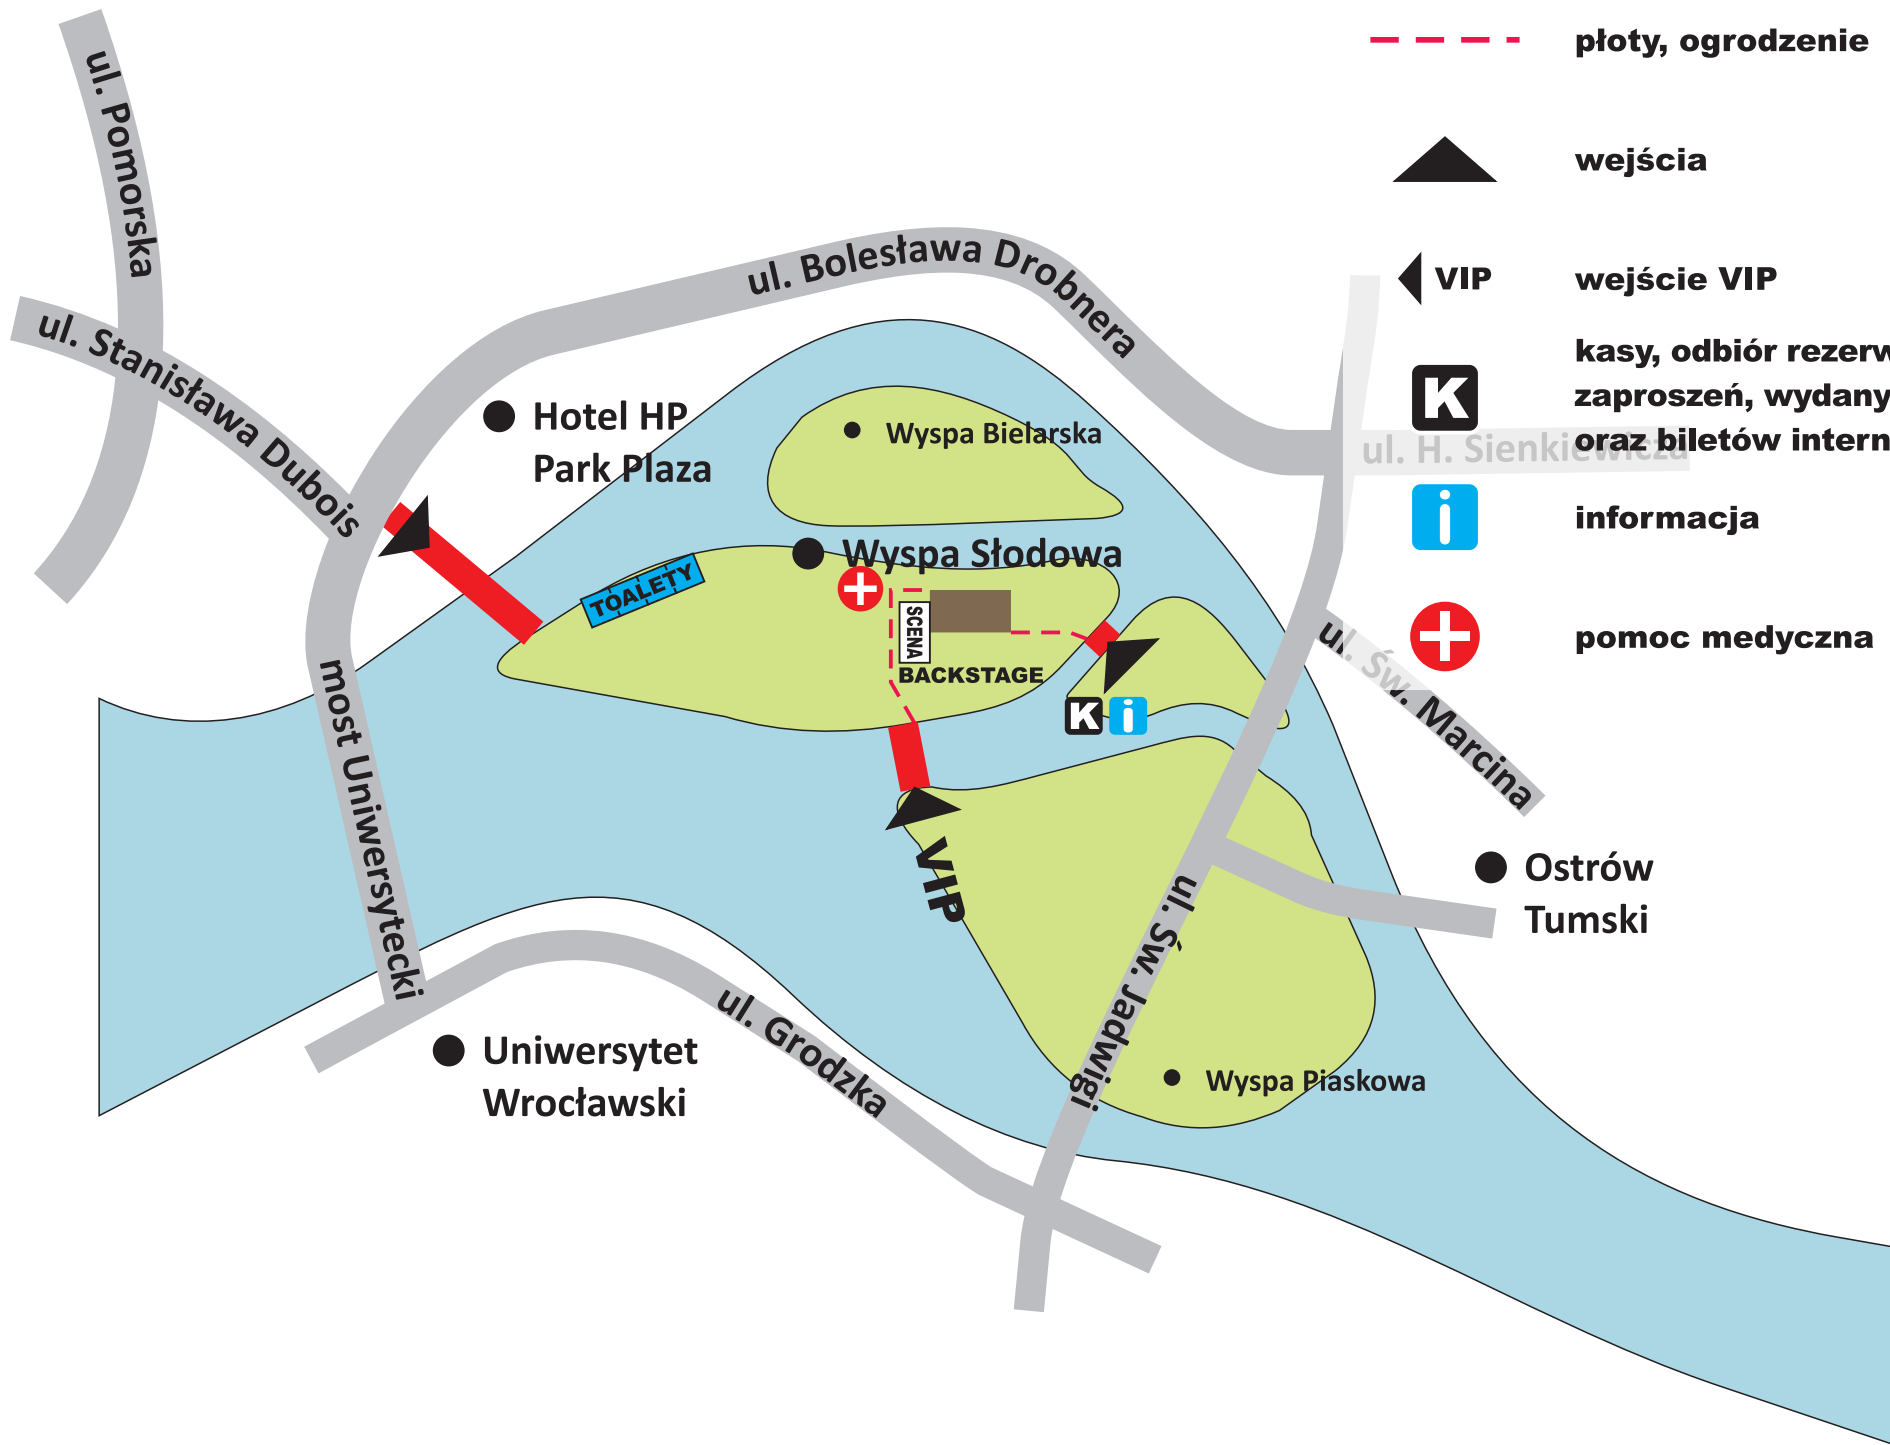 płoty, ogrodzenie
wejścia
VIP wejście VIP
K
kasy, odbiór rezerw
zaproszeń, wydany
oraz biletów intern
i informacja
pomoc medyczna
ul. Pomorska
ul. Stanisława Dubois
ul. Bolesława Drobnera
ul. H. Sienkiewicza
Hotel HP
Park Plaza
Wyspa Bielarska
Wyspa Słodowa
TOALETY
SCENA
BACKSTAGE
K i
ul. Św. Marcina
most Uniwersytecki
VIP
Ostrów
Tumski
ul. Św. Jadwigi
Uniwersytet
Wrocławski
ul. Grodzka
Wyspa Piaskowa